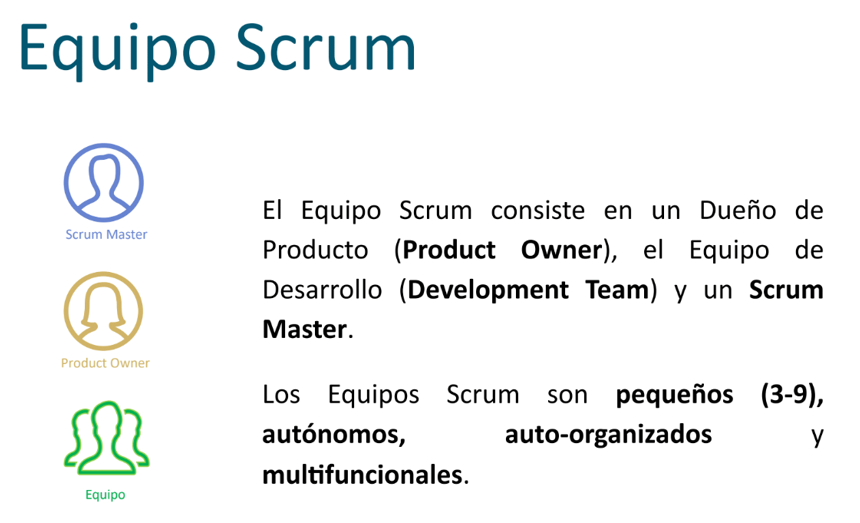 Equipo Scrum
Scrum Master
Product Owner
Equipo
El Equipo Scrum consiste en un Dueño de
Producto (Product Owner), el Equipo de
Desarrollo (Development Team) y un Scrum
Master.
Los Equipos Scrum son pequeños (3-9),
autónomos, auto-organizados y
multifuncionales.